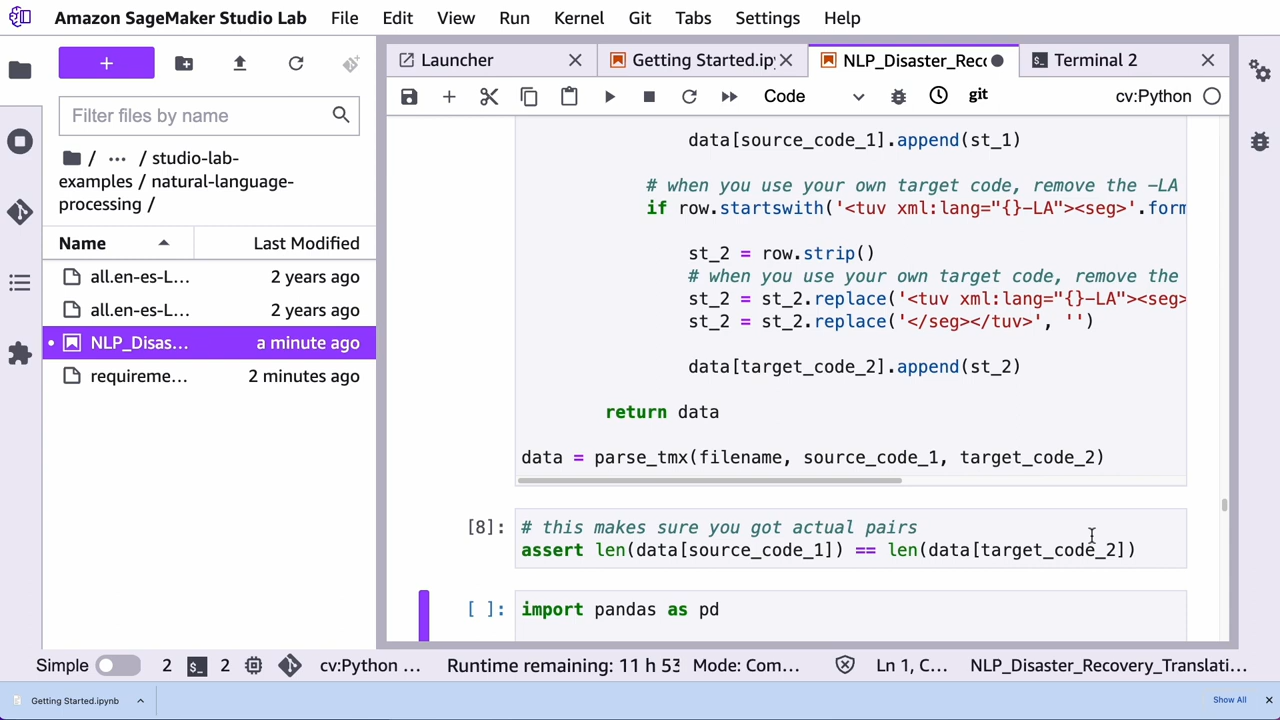 Amazon SageMaker Studio Lab File Edit View Run Kernel Git Tabs Settings Help
+
Filter files by name
/ ··· / studio-lab-
examples / natural-language-
processing /
Name Last Modified
all.en-es-L... 2 years ago
all.en-es-L... 2 years ago
NLP_Disas... a minute ago
requireme... 2 minutes ago
Launcher Getting Started.ipy NLP_Disaster_Rec Terminal 2
Code git cv:Python
data[source_code_1].append(st_1)
# when you use your own target code, remove the -LA
if row.startswith('<tuv xml:lang="{}-LA"><seg>'.form
st_2 = row.strip()
# when you use your own target code, remove the
st_2 = st_2.replace('<tuv xml:lang="{}-LA"><seg>
st_2 = st_2.replace('</seg></tuv>', '')
data[target_code_2].append(st_2)
return data
data = parse_tmx(filename, source_code_1, target_code_2)
[8]: # this makes sure you got actual pairs
assert len(data[source_code_1]) == len(data[target_code_2])
[ ]: import pandas as pd
Simple 2 2 cv:Python ... Runtime remaining: 11 h 53 Mode: Com... Ln 1, C... NLP_Disaster_Recovery_Translati...
Getting Started.ipynb Show All